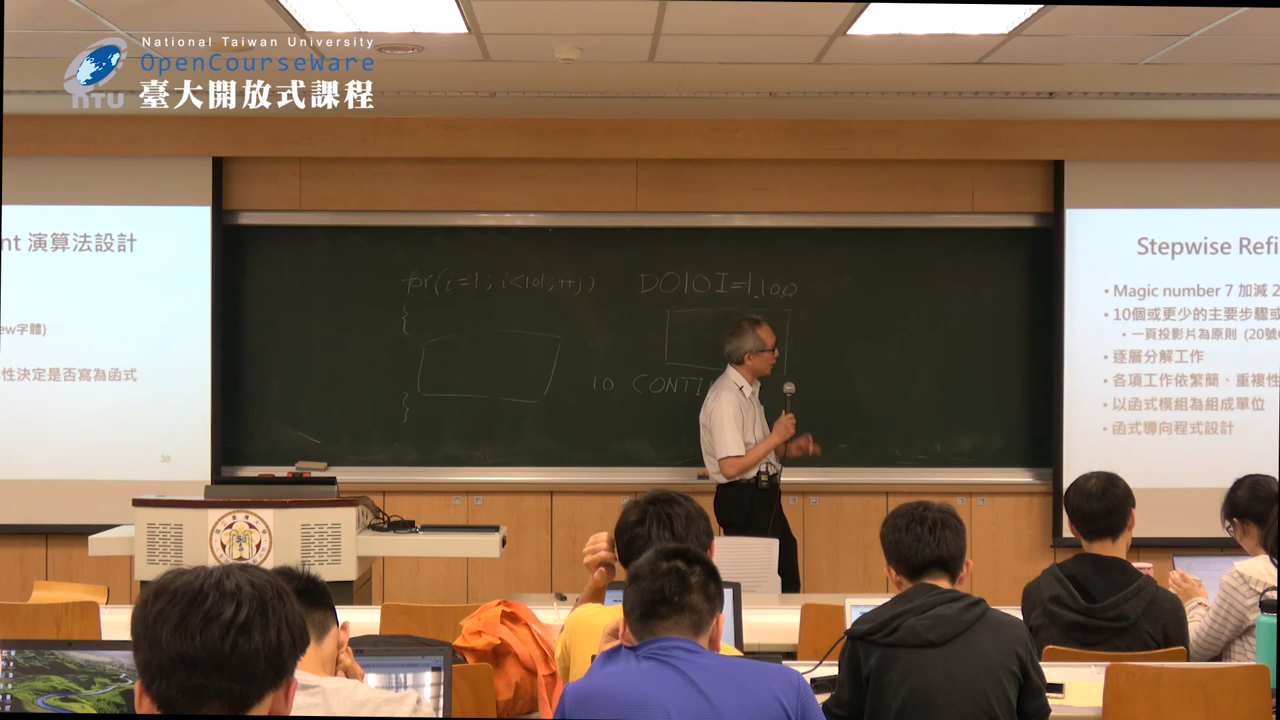 National Taiwan University
OpenCourseWare
NTU
臺大開放式課程
nt 演算法設計
ew字體)
性決定是否寫為函式
38
for(i=1; i<101; ++j)
{
}
DO10I=1.100
10 CONTI
Stepwise Refi
• Magic number 7 加減 2
• 10個或更少的主要步驟或
• 一頁投影片為原則 (20號
• 逐層分解工作
• 各項工作依繁簡、重複性
• 以函式模組為組成單位
• 函式導向程式設計